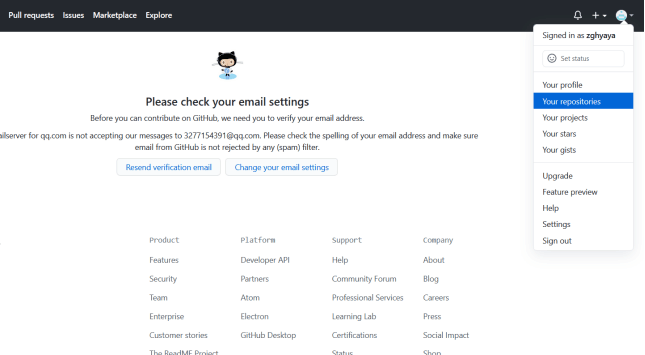 Pull requests Issues Marketplace Explore
Signed in as zghyaya
Set status
Your profile
Your repositories
Your projects
Your stars
Your gists
Upgrade
Feature preview
Help
Settings
Sign out
Please check your email settings
Before you can contribute on GitHub, we need you to verify your email address.
ailserver for qq.com is not accepting our messages to 3277154391@qq.com. Please check the spelling of your email address and make sure
email from GitHub is not rejected by any (spam) filter.
Resend verification email Change your email settings
Product Platform Support Company
Features Developer API Help About
Security Partners Community Forum Blog
Team Atom Professional Services Careers
Enterprise Electron Learning Lab Press
Customer stories GitHub Desktop Certifications Social Impact
The ReadME Project Status Shop